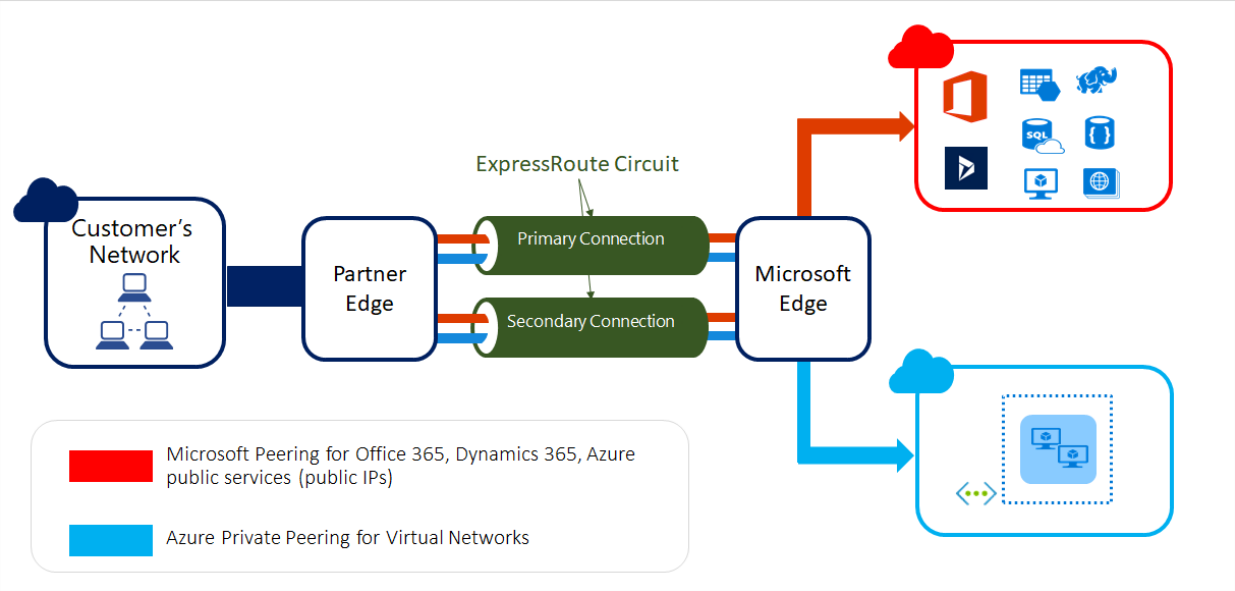 ExpressRoute Circuit
Customer's
Network
Partner
Edge
Primary Connection
Secondary Connection
Microsoft
Edge
SQL
Microsoft Peering for Office 365, Dynamics 365, Azure
public services (public IPs)
Azure Private Peering for Virtual Networks